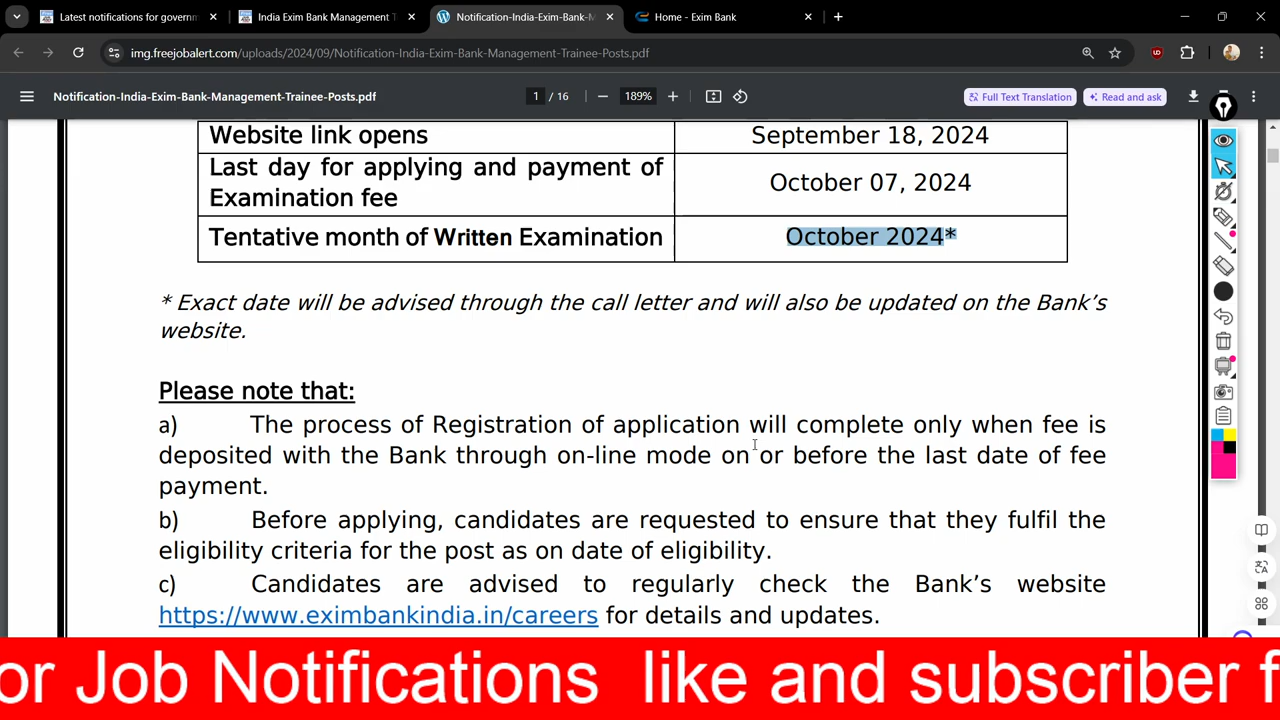 Latest notifications for governm
India Exim Bank Management T
Notification-India-Exim-Bank-M
Home - Exim Bank
img.freejobalert.com/uploads/2024/09/Notification-India-Exim-Bank-Management-Trainee-Posts.pdf
Notification-India-Exim-Bank-Management-Trainee-Posts.pdf
1 / 16
189%
Full Text Translation
Read and ask
Website link opens September 18, 2024
Last day for applying and payment of
Examination fee
October 07, 2024
Tentative month of Written Examination October 2024*
* Exact date will be advised through the call letter and will also be updated on the Bank’s
website.
Please note that:
a) The process of Registration of application will complete only when fee is
deposited with the Bank through on-line mode on or before the last date of fee
payment.
b) Before applying, candidates are requested to ensure that they fulfil the
eligibility criteria for the post as on date of eligibility.
c) Candidates are advised to regularly check the Bank’s website
https://www.eximbankindia.in/careers for details and updates.
or Job Notifications like and subscriber f